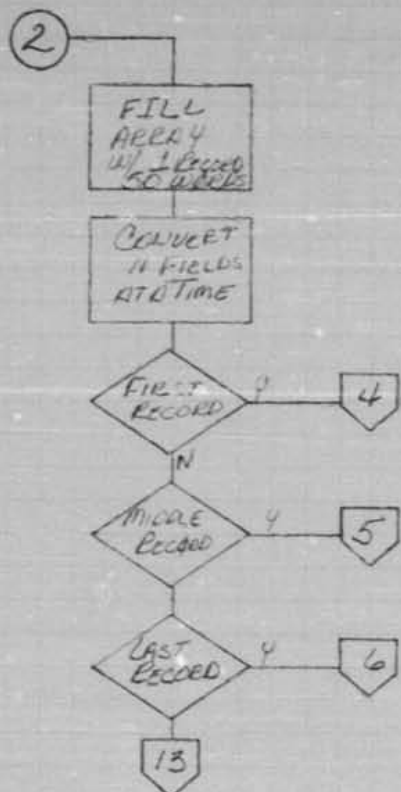 2
FILL
ARRAY
W/ 1 RECORD
50 WORDS
CONVERT
11 FIELDS
AT A TIME
FIRST
RECORD
Y
4
N
MIDDLE
RECORD
Y
5
LAST
RECORD
Y
6
13